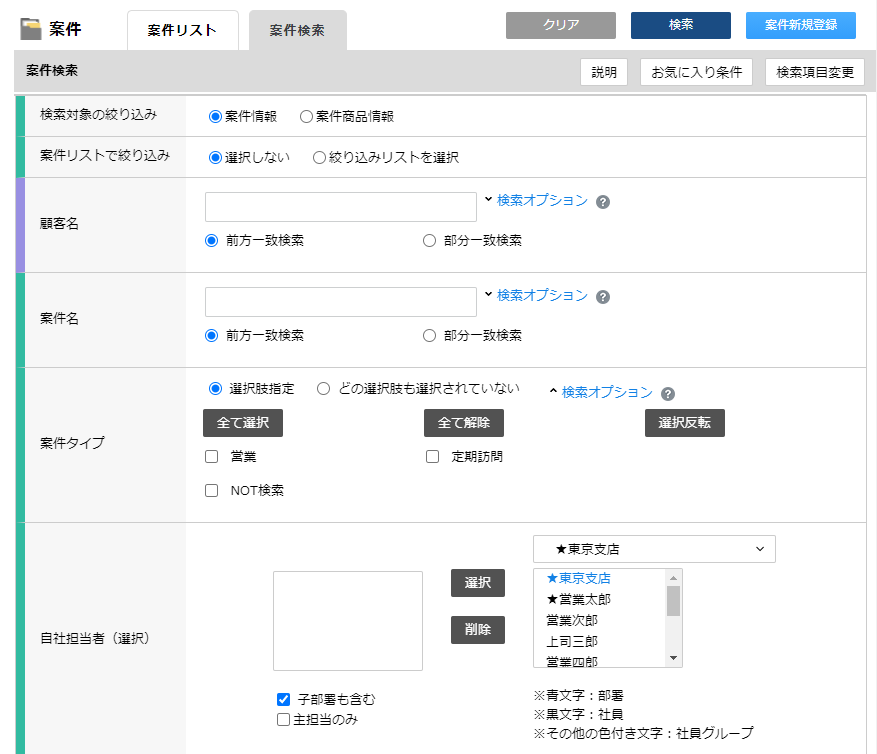 案件
案件リスト
案件検索
クリア
検索
案件新規登録
案件検索
説明
お気に入り条件
検索項目変更
検索対象の絞り込み
案件情報
案件商品情報
案件リストで絞り込み
選択しない
絞り込みリストを選択
顧客名
検索オプション
?
前方一致検索
部分一致検索
案件名
検索オプション
?
前方一致検索
部分一致検索
案件タイプ
選択肢指定
どの選択肢も選択されていない
検索オプション
?
全て選択
全て解除
選択反転
営業
定期訪問
NOT検索
自社担当者（選択）
選択
削除
★東京支店
★東京支店
★営業太郎
営業次郎
上司三郎
営業四郎
子部署も含む
主担当のみ
※青文字：部署
※黒文字：社員
※その他の色付き文字：社員グループ